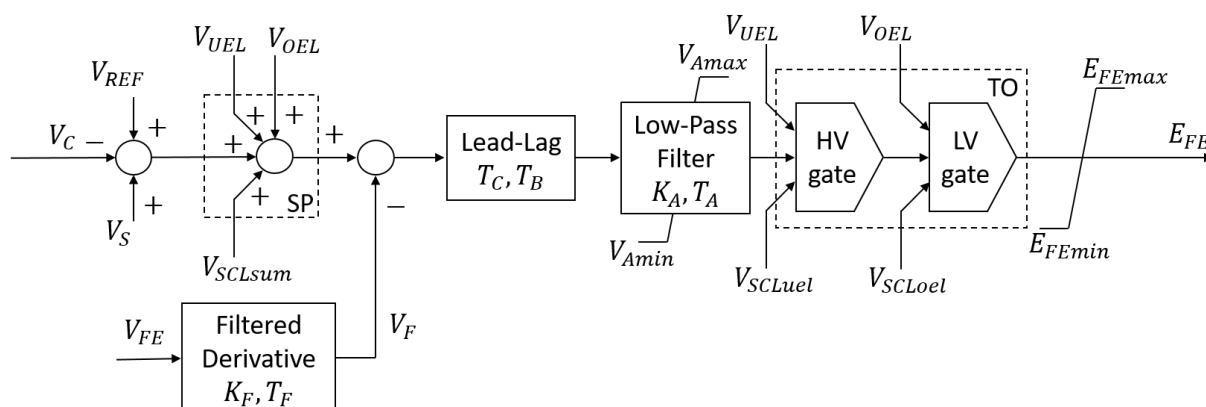 V_UEL V_OEL
V_REF
V_C − + + + + + +
V_S + + SP
V_SCLsum
−
V_FE
Filtered
Derivative
K_F, T_F
V_F
Lead-Lag
T_C, T_B
V_Amax
Low-Pass
Filter
K_A, T_A
V_Amin
V_UEL
V_OEL
TO
HV
gate
LV
gate
V_SCLuel
V_SCLoel
E_FEmax
E_FE
E_FEmin